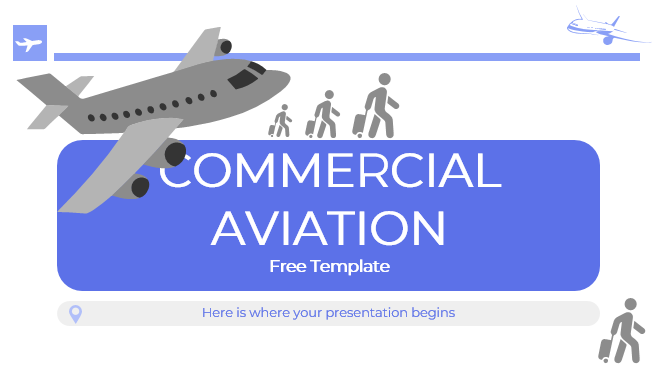 COMMERCIAL
AVIATION
Free Template
Here is where your presentation begins